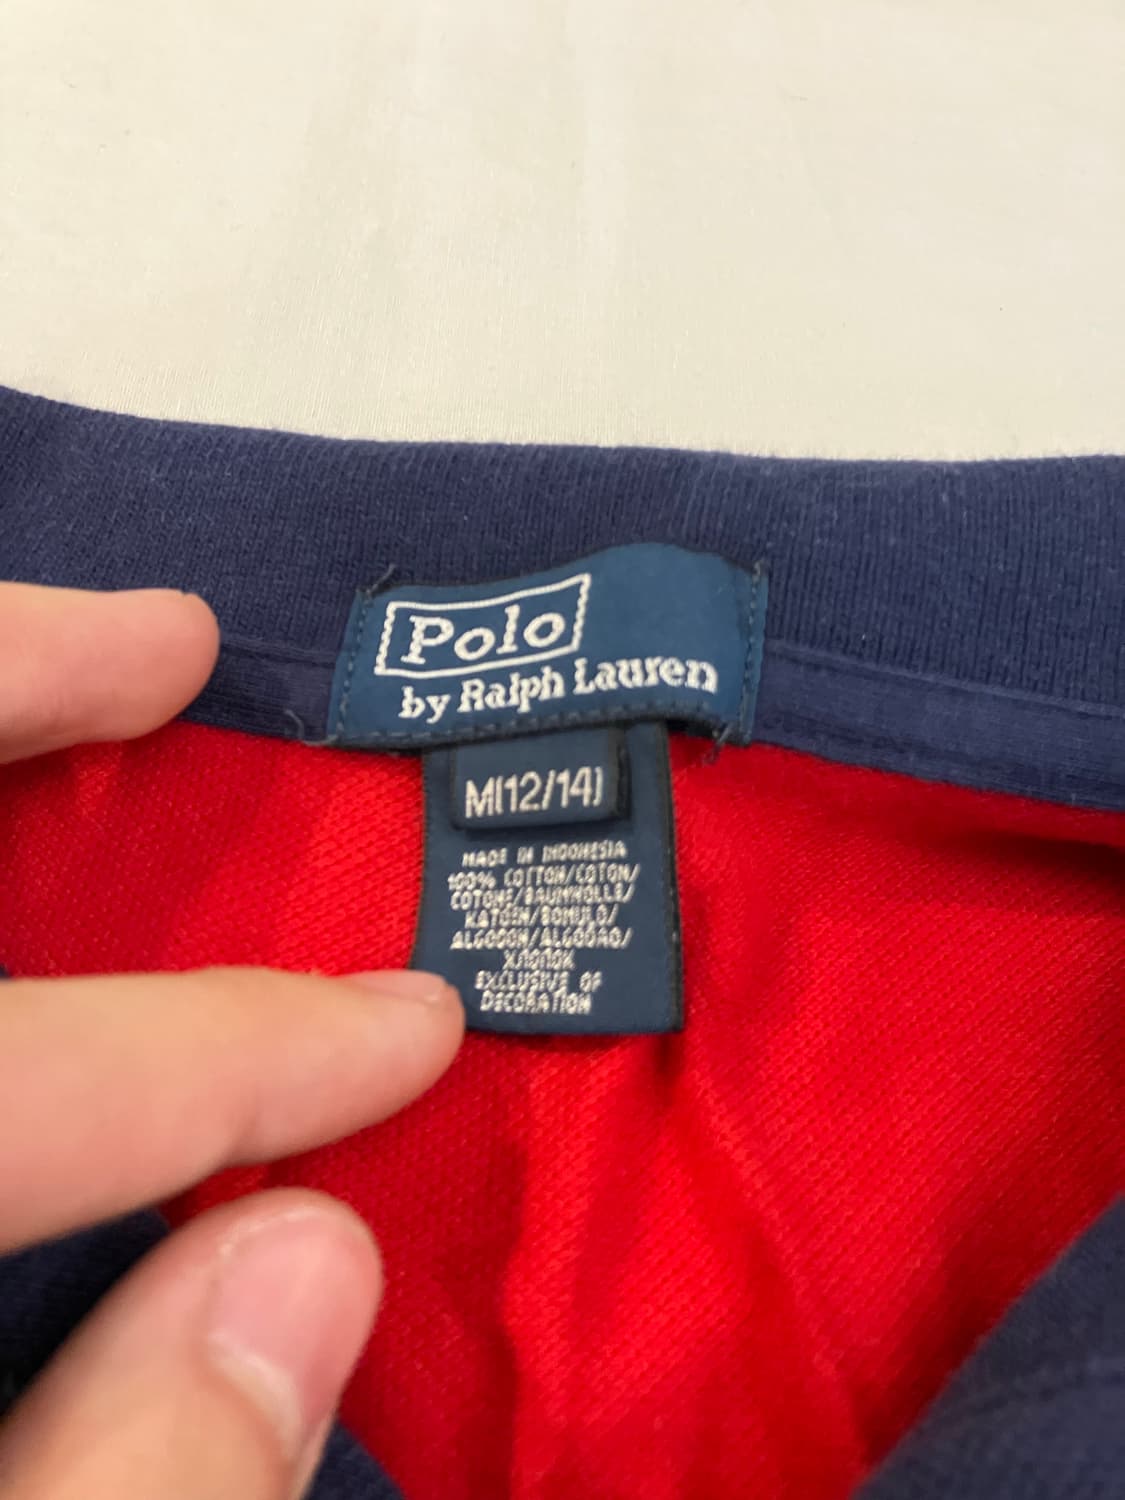 Polo
by Ralph Lauren
M(12/14)
MADE IN INDONESIA
100% COTTON/COTON/
COTONE/BAUMWOLLE/
KATOEN/BOMULD/
ALGODON/ALGODÃO/
ХЛОПОК
EXCLUSIVE OF
DECORATION